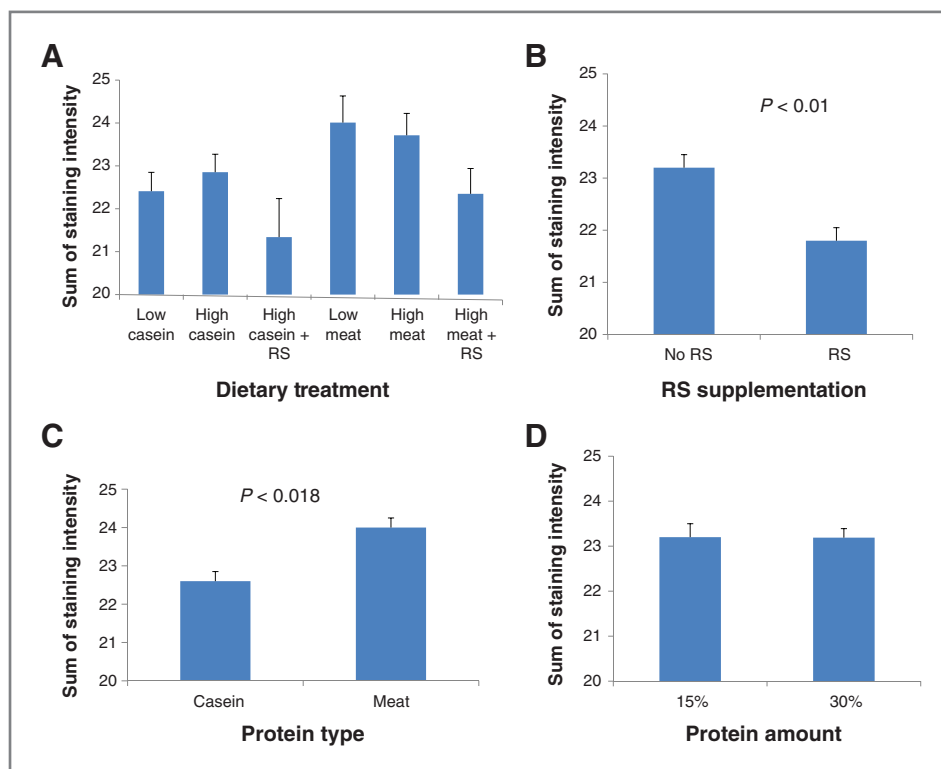 A
Sum of staining intensity
25
24
23
22
21
20
Low casein
High casein
High casein + RS
Low meat
High meat
High meat + RS
Dietary treatment
B
Sum of staining intensity
25
24
23
22
21
20
P < 0.01
No RS
RS
RS supplementation
C
Sum of staining intensity
25
24
23
22
21
20
P < 0.018
Casein
Meat
Protein type
D
Sum of staining intensity
25
24
23
22
21
20
15%
30%
Protein amount